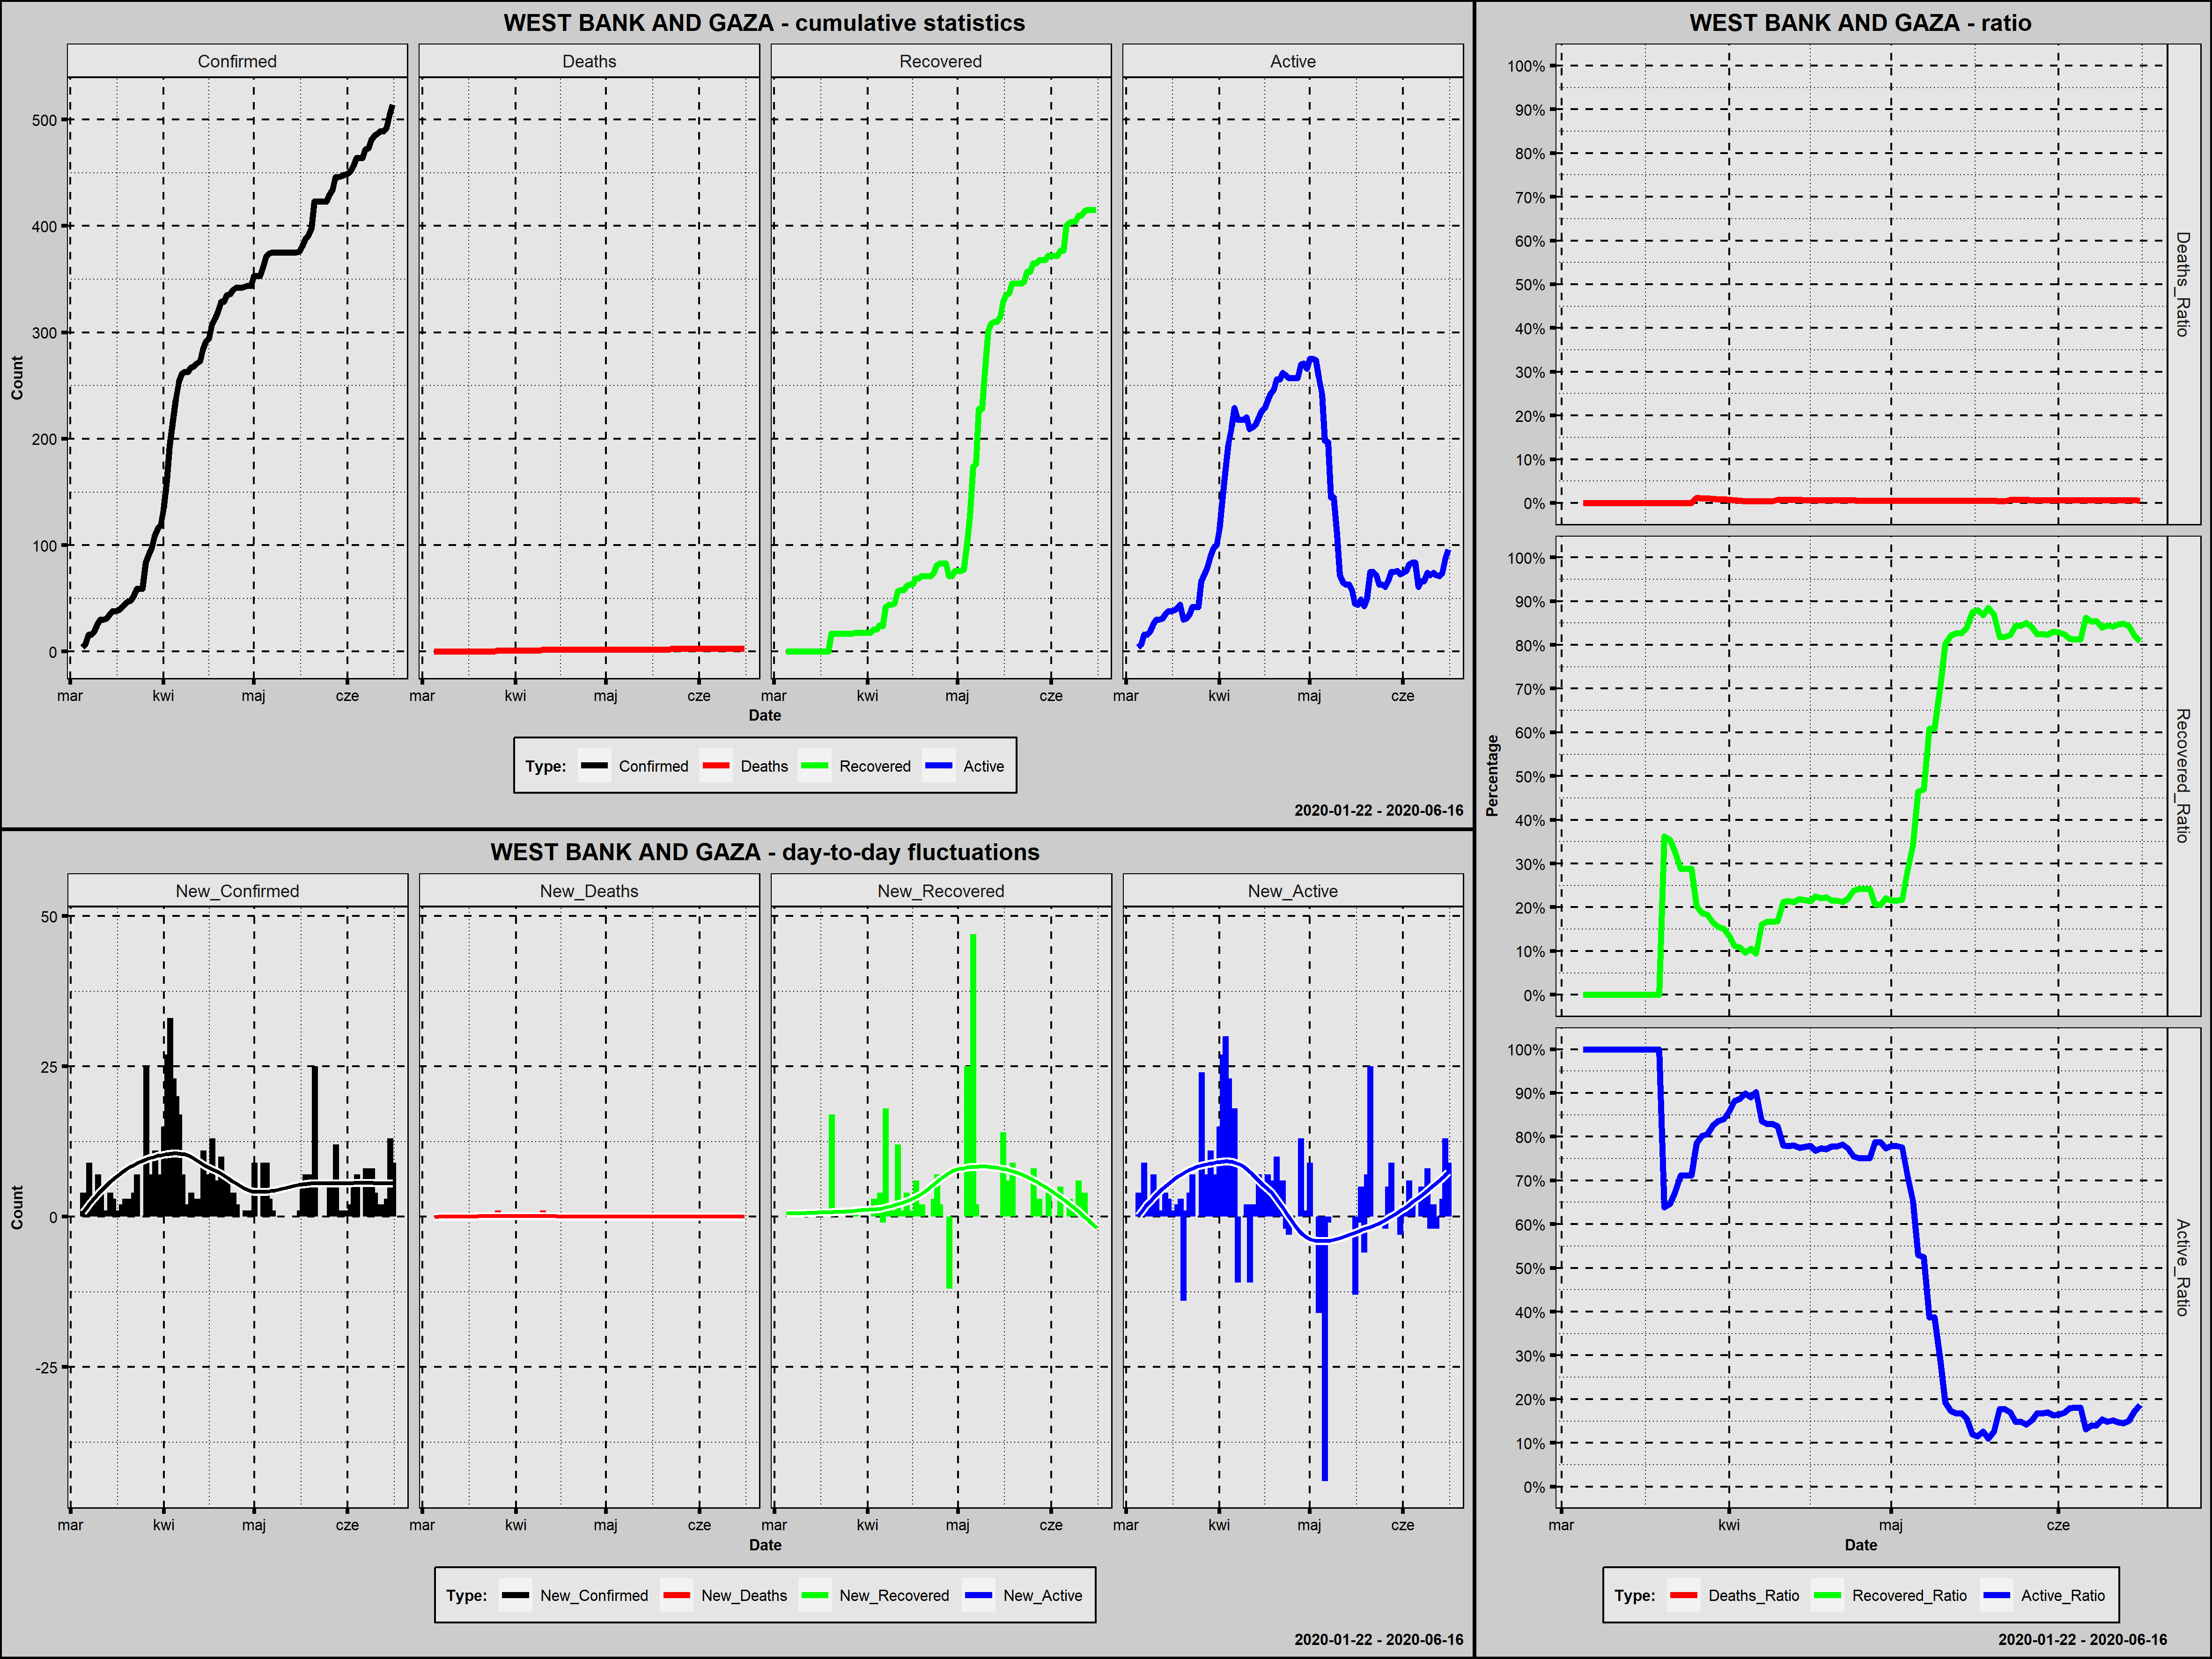 WEST BANK AND GAZA - cumulative statistics
Confirmed Deaths Recovered Active
Count
500
400
300
200
100
0
mar kwi maj cze mar kwi maj cze mar kwi maj cze mar kwi maj cze
Date
Type: Confirmed Deaths Recovered Active
2020-01-22 - 2020-06-16
WEST BANK AND GAZA - day-to-day fluctuations
New_Confirmed New_Deaths New_Recovered New_Active
Count
50
25
0
-25
mar kwi maj cze mar kwi maj cze mar kwi maj cze mar kwi maj cze
Date
Type: New_Confirmed New_Deaths New_Recovered New_Active
2020-01-22 - 2020-06-16
WEST BANK AND GAZA - ratio
Percentage
100%
90%
80%
70%
60%
50%
40%
30%
20%
10%
0%
Deaths_Ratio
100%
90%
80%
70%
60%
50%
40%
30%
20%
10%
0%
Recovered_Ratio
100%
90%
80%
70%
60%
50%
40%
30%
20%
10%
0%
Active_Ratio
mar kwi maj cze
Date
Type: Deaths_Ratio Recovered_Ratio Active_Ratio
2020-01-22 - 2020-06-16